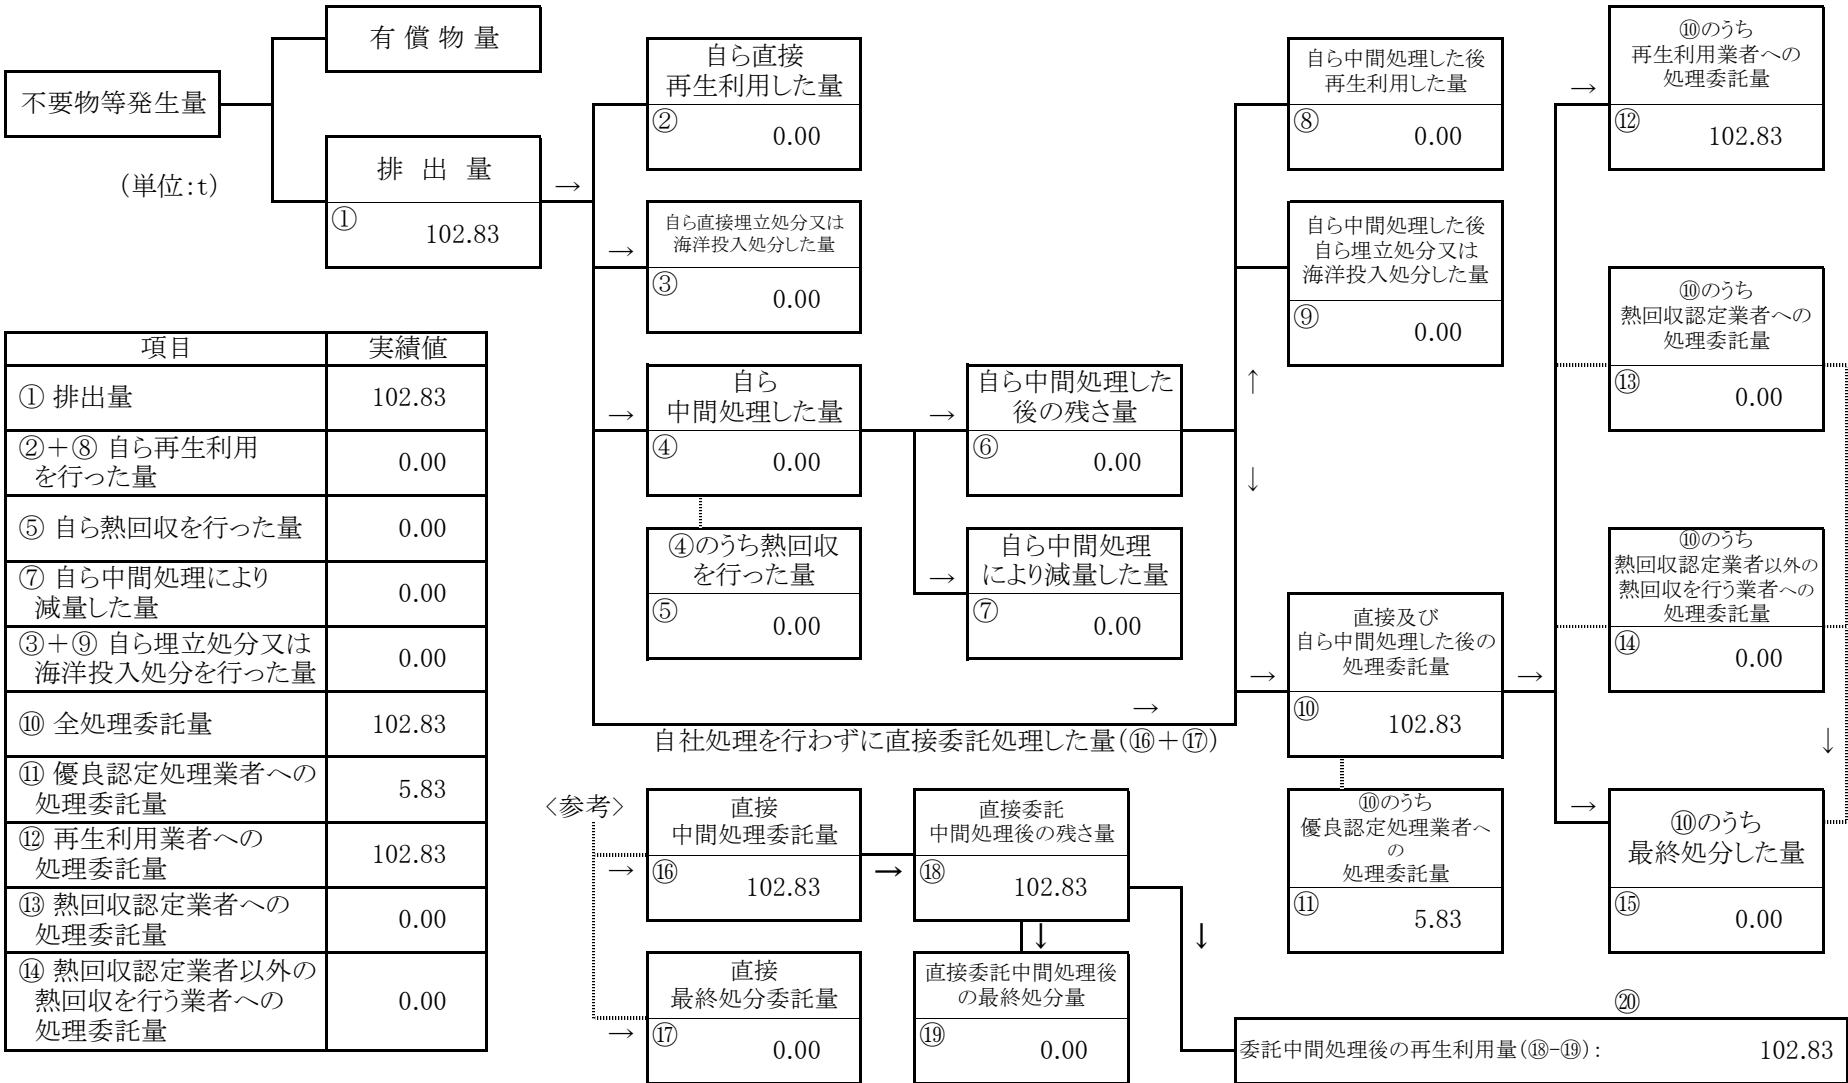 不要物等発生量
(単位:t)
有 償 物 量
排 出 量
①
102.83
→
自ら直接
再生利用した量
②
0.00
→
自ら直接埋立処分又は
海洋投入処分した量
③
0.00
→
自ら
中間処理した量
④
0.00
④のうち熱回収
を行った量
⑤
0.00
→
自ら中間処理した
後の残さ量
⑥
0.00
→
自ら中間処理
により減量した量
⑦
0.00
→
自社処理を行わずに直接委託処理した量(⑯+⑰)
自ら中間処理した後
再生利用した量
⑧
0.00
自ら中間処理した後
自ら埋立処分又は
海洋投入処分した量
⑨
0.00
↑
↓
→
直接及び
自ら中間処理した後の
処理委託量
⑩
102.83
→
⑩のうち
優良認定処理業者へ
の
処理委託量
⑪
5.83
→
⑩のうち
再生利用業者への
処理委託量
⑫
102.83
⑩のうち
熱回収認定業者への
処理委託量
⑬
0.00
⑩のうち
熱回収認定業者以外の
熱回収を行う業者への
処理委託量
⑭
0.00
↓
→
⑩のうち
最終処分した量
⑮
0.00
項目 実績値
① 排出量 102.83
②+⑧ 自ら再生利用
を行った量 0.00
⑤ 自ら熱回収を行った量 0.00
⑦ 自ら中間処理により
減量した量 0.00
③+⑨ 自ら埋立処分又は
海洋投入処分を行った量 0.00
⑩ 全処理委託量 102.83
⑪ 優良認定処理業者への
処理委託量 5.83
⑫ 再生利用業者への
処理委託量 102.83
⑬ 熱回収認定業者への
処理委託量 0.00
⑭ 熱回収認定業者以外の
熱回収を行う業者への
処理委託量 0.00
<参考>
→
直接
中間処理委託量
⑯
102.83
→
直接委託
中間処理後の残さ量
⑱
102.83
↓
↓
→
直接
最終処分委託量
⑰
0.00
直接委託中間処理後
の最終処分量
⑲
0.00
⑳
委託中間処理後の再生利用量(⑱-⑲): 102.83